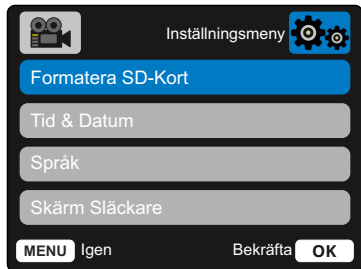 Inställningsmeny
Formatera SD-Kort
Tid & Datum
Språk
Skärm Släckare
MENU Igen Bekräfta OK